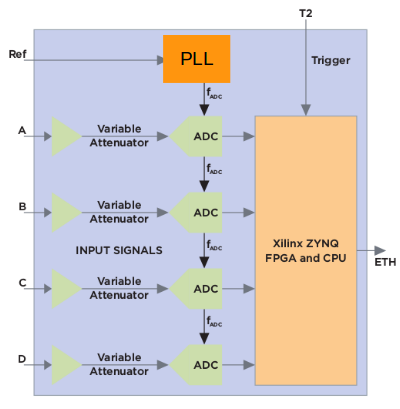 T2
Ref
PLL
Trigger
fADC
A
Variable
Attenuator
ADC
fADC
B
Variable
Attenuator
ADC
INPUT SIGNALS
fADC
Xilinx ZYNQ
FPGA and CPU
ETH
C
Variable
Attenuator
ADC
fADC
D
Variable
Attenuator
ADC